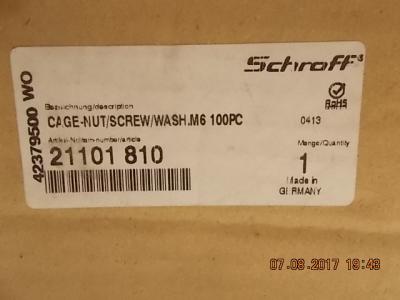 Schroff
Bezeichnung/description
CAGE-NUT/SCREW/WASH.M6 100PC
RoHS
0413
Artikel-Nr/item-number/article
21101 810
Menge/Quantity
1
Made in
GERMANY
42379500 WO
07.08.2017 19:43